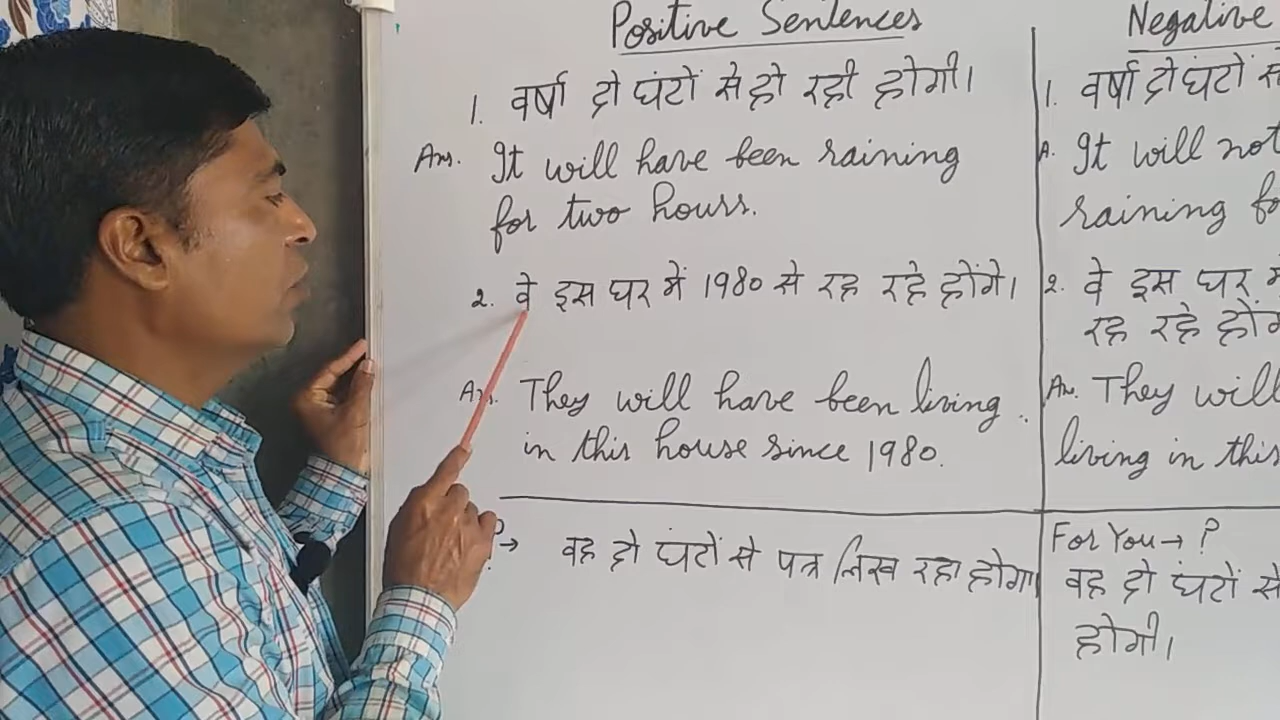 Positive Sentences
1. वर्षा दो घंटों से हो रही होगी।
Ans. It will have been raining
for two hours.
2. वे इस घर में 1980 से रह रहे होंगे।
Ans. They will have been living
in this house since 1980.
? → वह दो घंटों से पत्र लिख रहा होगा
Negative
1. वर्षा दो घंटों से
A. It will not
raining
2. वे इस घर
रह रहे
An. They will
living in this
For You → ?
वह दो घंटों से
होगी।